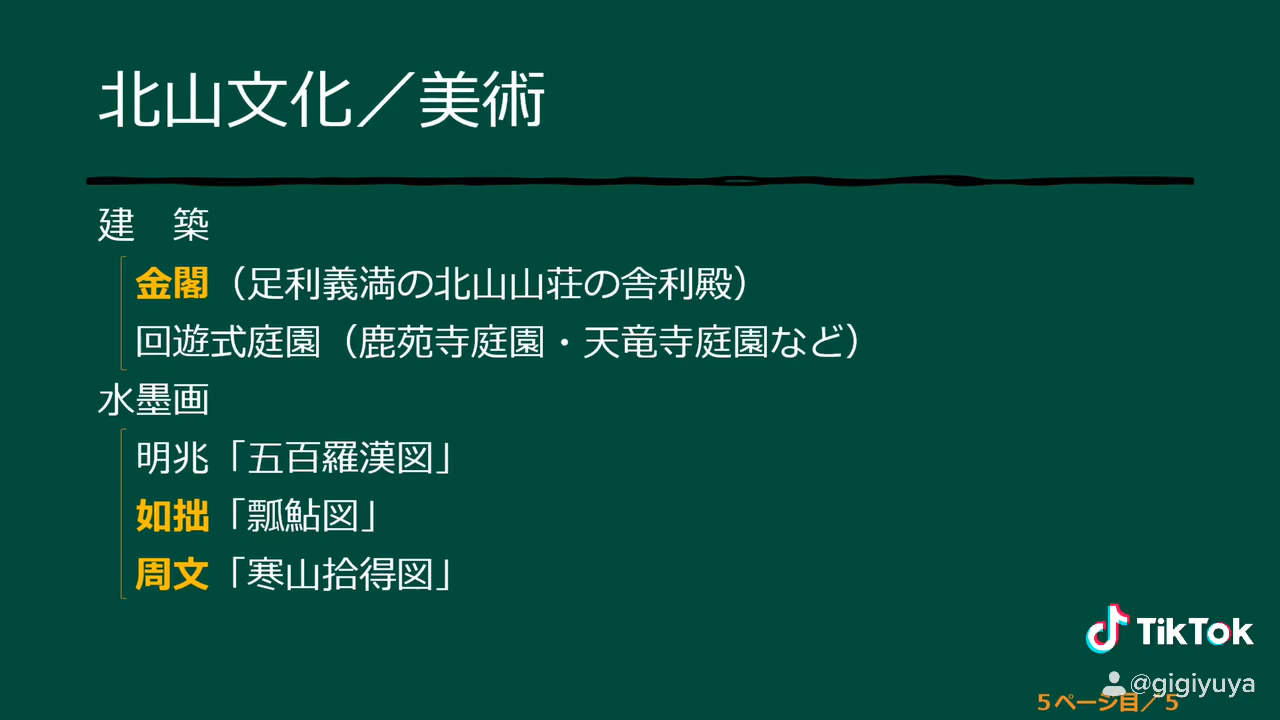 北山文化／美術
建　築
金閣（足利義満の北山山荘の舎利殿）
回遊式庭園（鹿苑寺庭園・天竜寺庭園など）
水墨画
明兆「五百羅漢図」
如拙「瓢鮎図」
周文「寒山拾得図」
TikTok
@gigiyuya
５ページ目／５